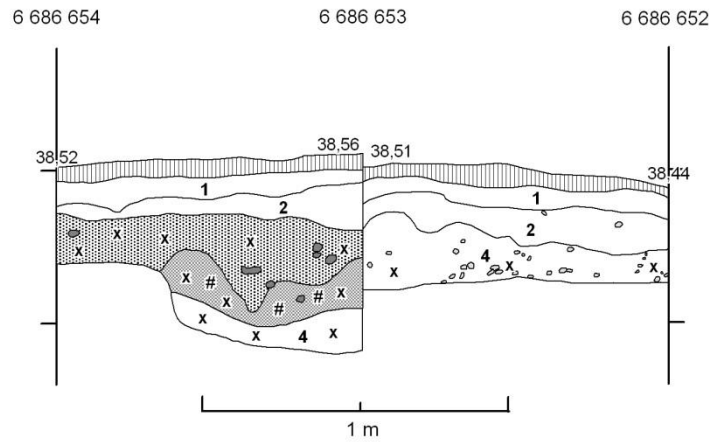 6 686 654 6 686 653 6 686 652
38,52 38,56 38,51 38,44
1 1
2 2
x x x x x x
4
x x x
x # x # # x
x x 4 x
1 m